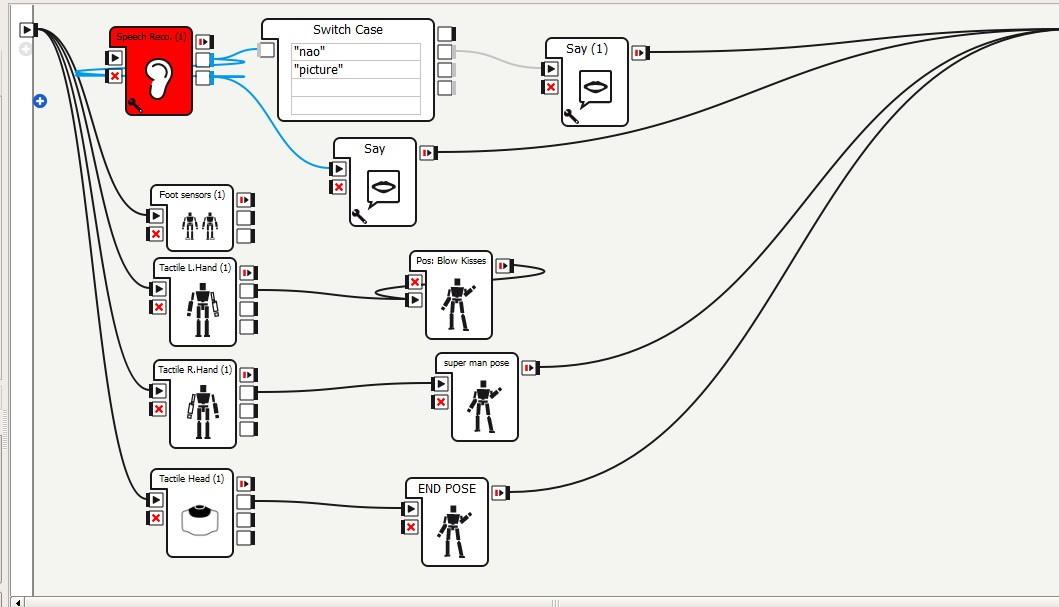 Speech Reco. (1)
Switch Case
"nao"
"picture"
Say (1)
Say
Foot sensors (1)
Tactile L.Hand (1)
Pos: Blow Kisses
Tactile R.Hand (1)
super man pose
Tactile Head (1)
END POSE